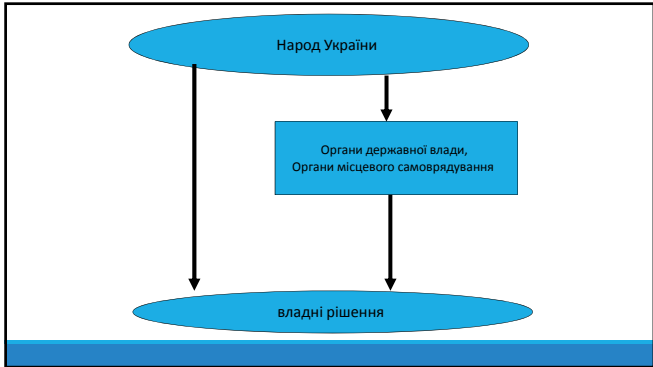 Народ України
Органи державної влади,
Органи місцевого самоврядування
владні рішення